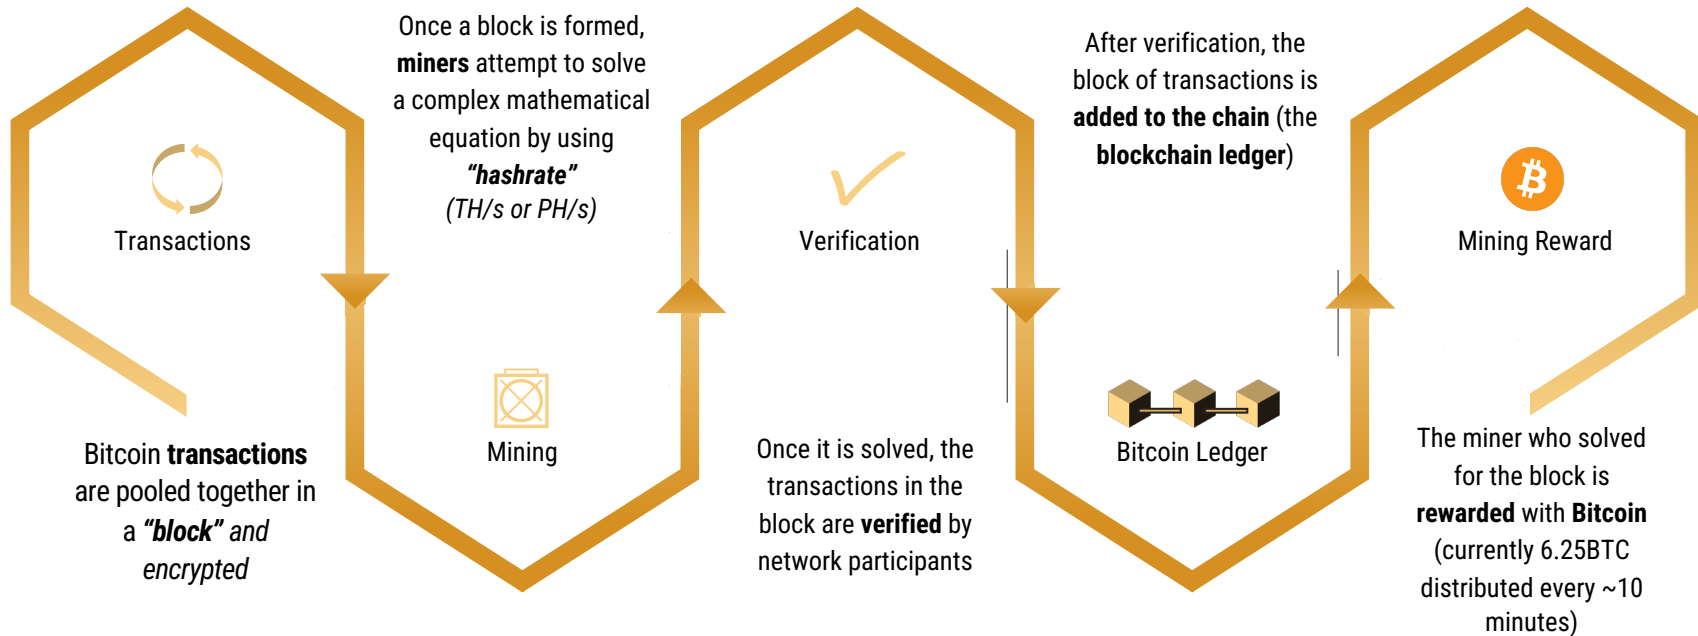 Transactions
Bitcoin transactions
are pooled together in
a “block” and
encrypted
Once a block is formed,
miners attempt to solve
a complex mathematical
equation by using
“hashrate”
(TH/s or PH/s)
Mining
Verification
Once it is solved, the
transactions in the
block are verified by
network participants
After verification, the
block of transactions is
added to the chain (the
blockchain ledger)
Bitcoin Ledger
Mining Reward
The miner who solved
for the block is
rewarded with Bitcoin
(currently 6.25BTC
distributed every ~10
minutes)